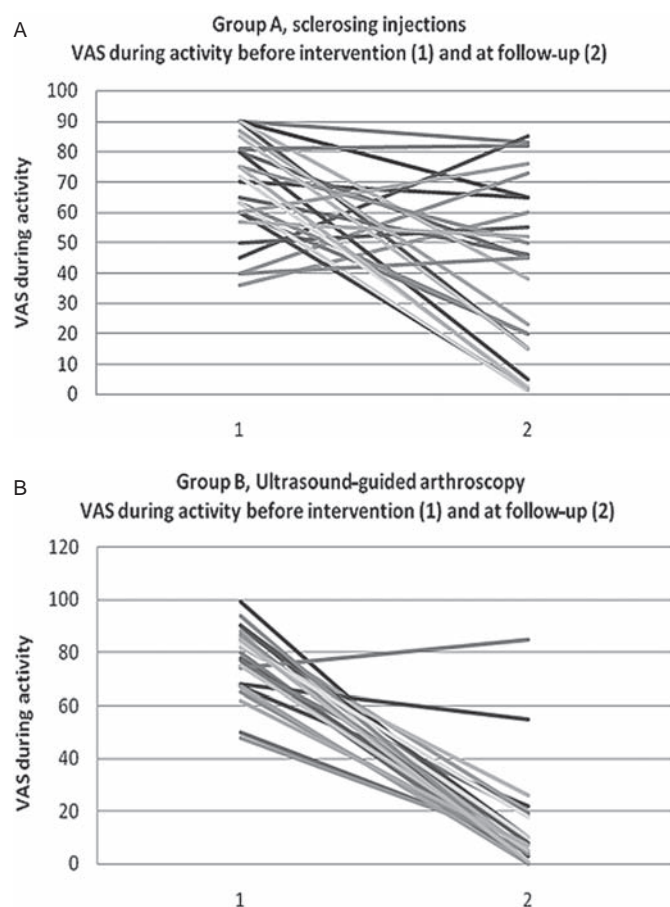 A
Group A, sclerosing injections
VAS during activity before intervention (1) and at follow-up (2)
VAS during activity
100
90
80
70
60
50
40
30
20
10
0
1 2
B
Group B, Ultrasound-guided arthroscopy
VAS during activity before intervention (1) and at follow-up (2)
VAS during activity
120
100
80
60
40
20
0
1 2